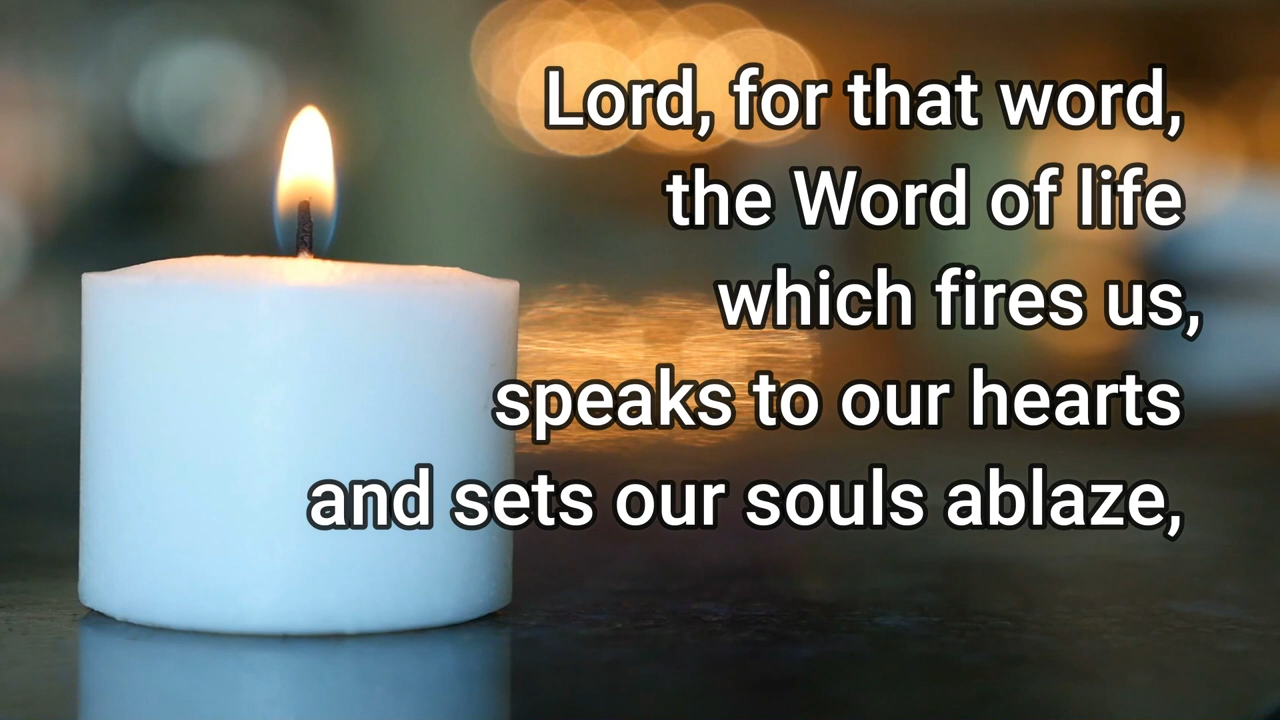 Lord, for that word,
the Word of life
which fires us,
speaks to our hearts
and sets our souls ablaze,